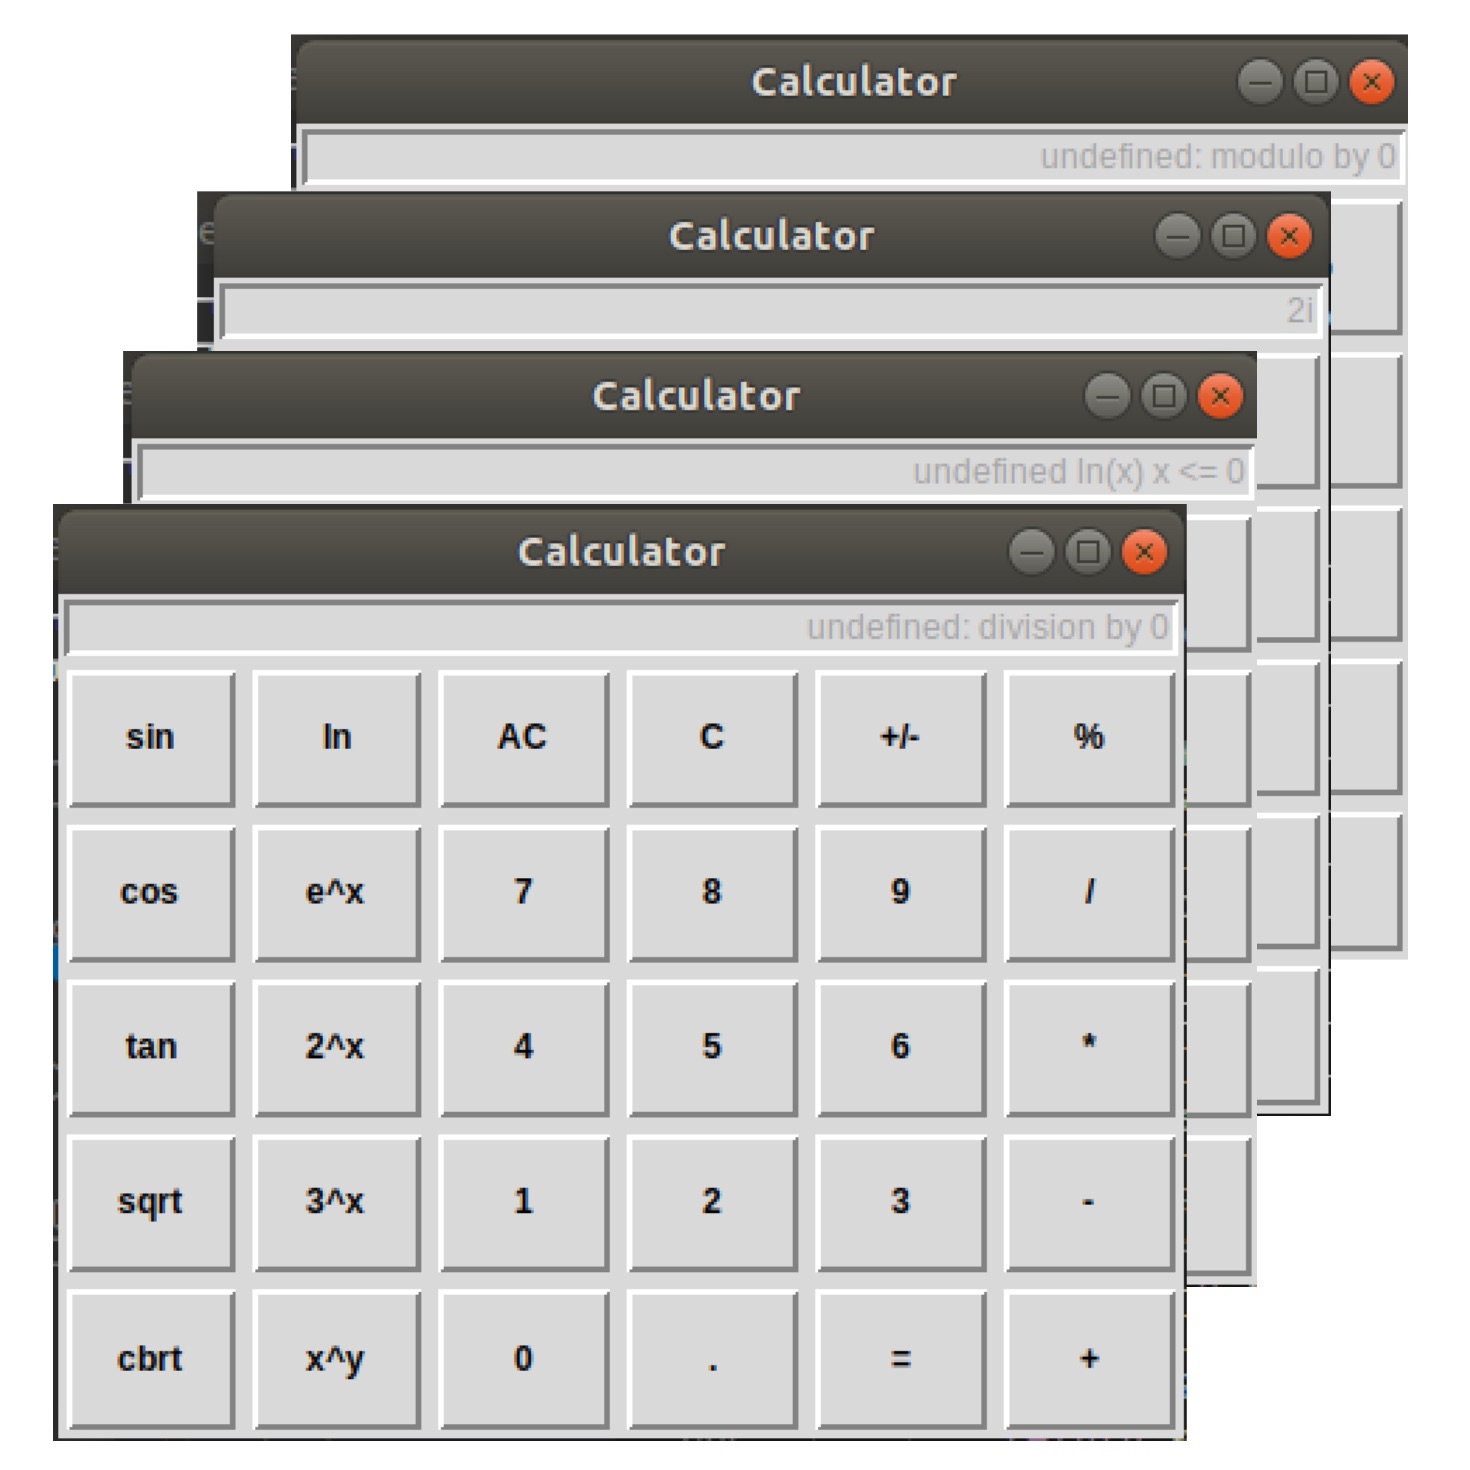 Calculator
undefined: modulo by 0
Calculator
2i
Calculator
undefined ln(x) x <= 0
Calculator
undefined: division by 0
sin ln AC C +/- %
cos e^x 7 8 9 /
tan 2^x 4 5 6 *
sqrt 3^x 1 2 3 -
cbrt x^y 0 . = +